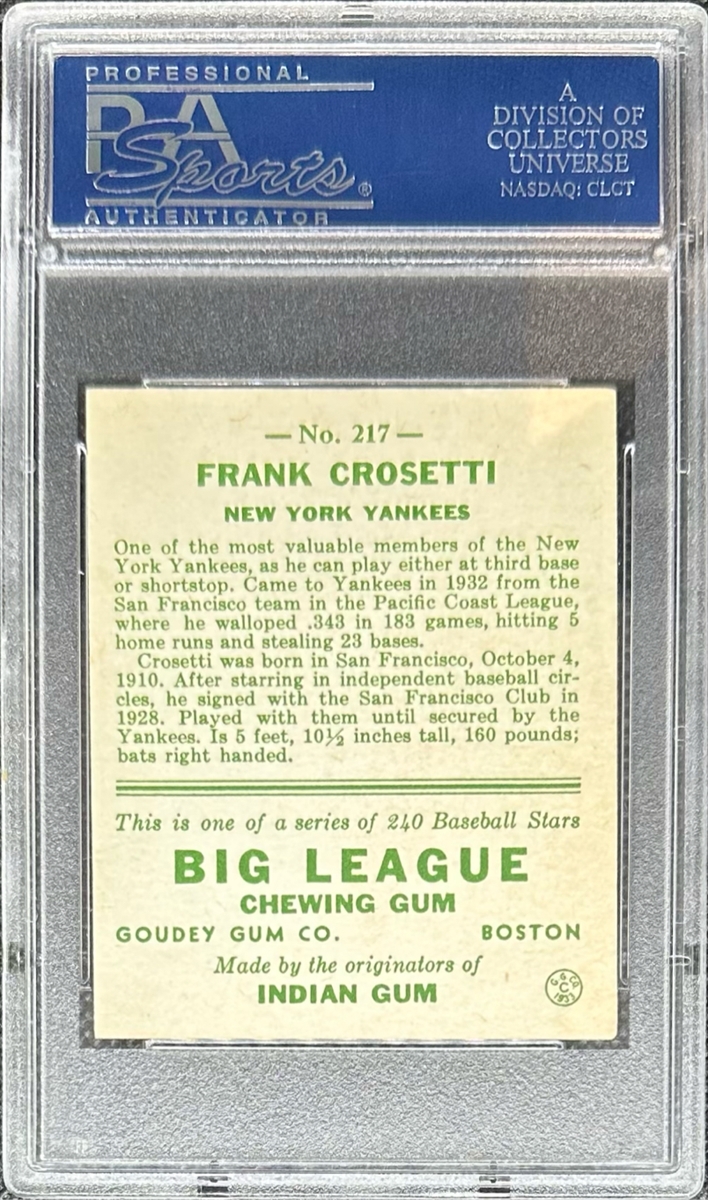 PROFESSIONAL
PSA
Sports®
AUTHENTICATOR
A
DIVISION OF
COLLECTORS
UNIVERSE
NASDAQ: CLCT
— No. 217 —
FRANK CROSETTI
NEW YORK YANKEES
One of the most valuable members of the New
York Yankees, as he can play either at third base
or shortstop. Came to Yankees in 1932 from the
San Francisco team in the Pacific Coast League,
where he walloped .343 in 183 games, hitting 5
home runs and stealing 23 bases.
Crosetti was born in San Francisco, October 4,
1910. After starring in independent baseball cir-
cles, he signed with the San Francisco Club in
1928. Played with them until secured by the
Yankees. Is 5 feet, 10½ inches tall, 160 pounds;
bats right handed.
This is one of a series of 240 Baseball Stars
BIG LEAGUE
CHEWING GUM
GOUDEY GUM CO. BOSTON
Made by the originators of
INDIAN GUM
G. G. CO.
C
1933